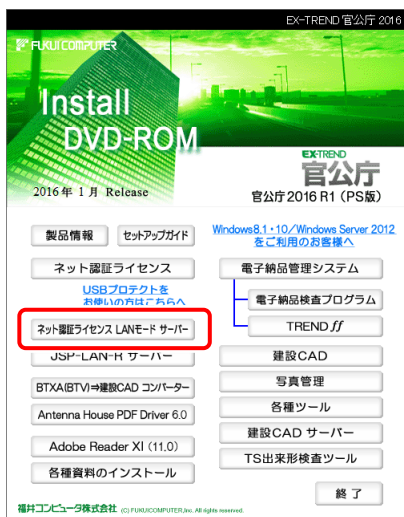 EX-TREND 官公庁 2016
FUKUI COMPUTER
Install
DVD-ROM
2016年 1月 Release
EX-TREND
官公庁
官公庁2016 R1（PS版）
製品情報
セットアップガイド
Windows8.1・10／Windows Server 2012
をご利用のお客様へ
ネット認証ライセンス
USBプロテクトを
お使いの方はこちらへ
ネット認証ライセンス LANモード サーバー
JSP-LAN-R サーバー
BTXA(BTV)⇒建設CAD コンバーター
Antenna House PDF Driver 6.0
Adobe Reader XI (11.0)
各種資料のインストール
電子納品管理システム
電子納品検査プログラム
TREND ff
建設CAD
写真管理
各種ツール
建設CAD サーバー
TS出来形検査ツール
終 了
福井コンピュータ株式会社 (C) FUKUI COMPUTER,Inc. All rights reserved.